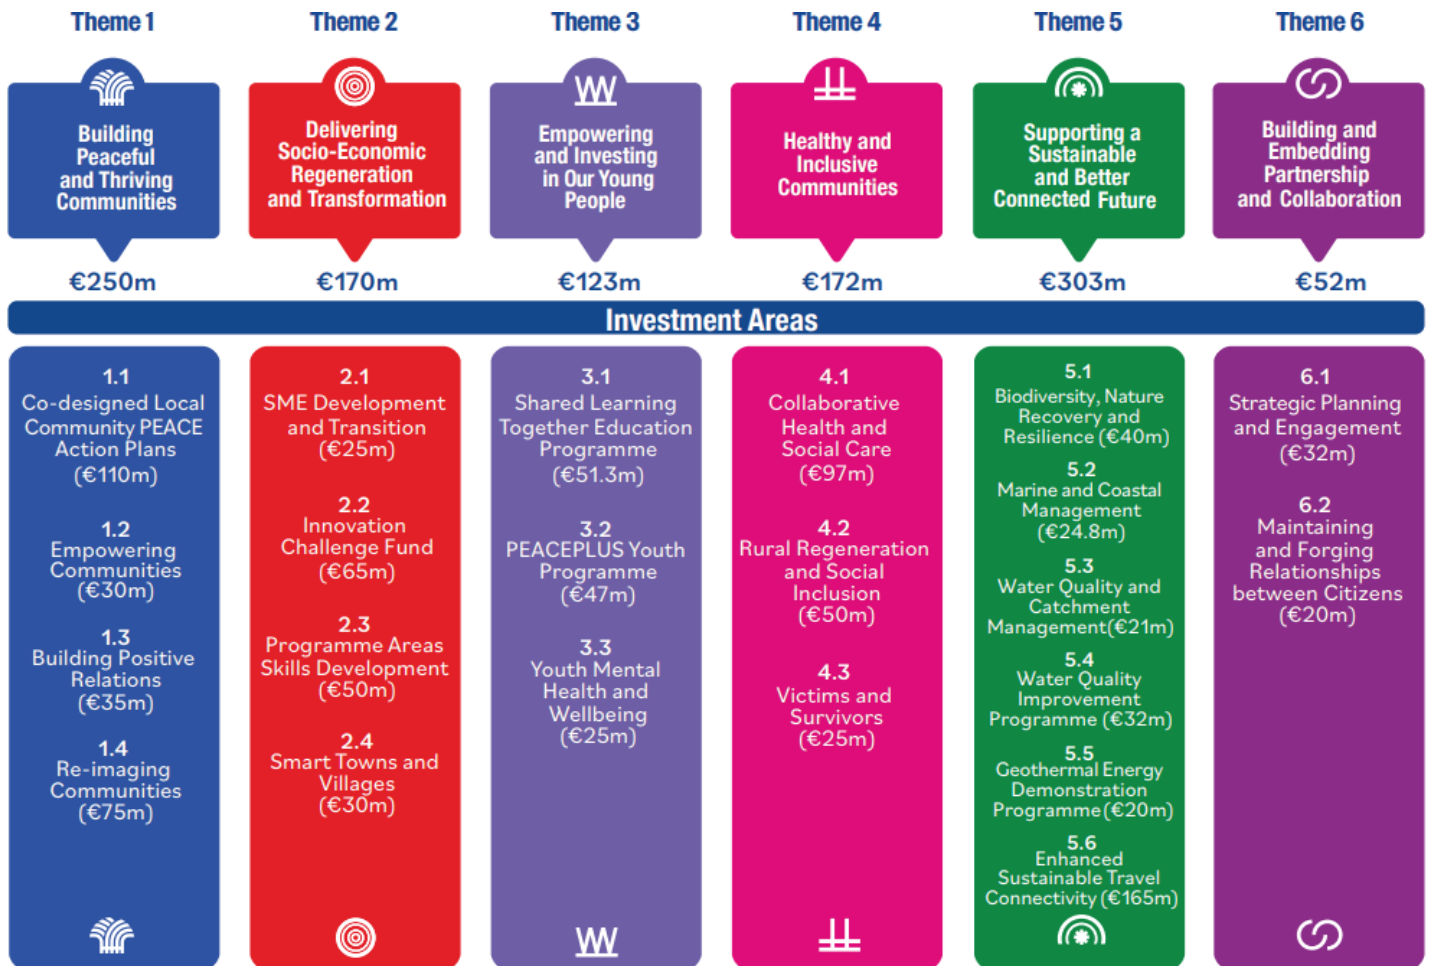 Theme 1
Theme 2
Theme 3
Theme 4
Theme 5
Theme 6
Building
Peaceful
and Thriving
Communities
Delivering
Socio-Economic
Regeneration
and Transformation
Empowering
and Investing
in Our Young
People
Healthy and
Inclusive
Communities
Supporting a
Sustainable
and Better
Connected Future
Building and
Embedding
Partnership
and Collaboration
€250m
€170m
€123m
€172m
€303m
€52m
Investment Areas
1.1
Co-designed Local
Community PEACE
Action Plans
(€110m)
1.2
Empowering
Communities
(€30m)
1.3
Building Positive
Relations
(€35m)
1.4
Re-imaging
Communities
(€75m)
2.1
SME Development
and Transition
(€25m)
2.2
Innovation
Challenge Fund
(€65m)
2.3
Programme Areas
Skills Development
(€50m)
2.4
Smart Towns and
Villages
(€30m)
3.1
Shared Learning
Together Education
Programme
(€51.3m)
3.2
PEACEPLUS Youth
Programme
(€47m)
3.3
Youth Mental
Health and
Wellbeing
(€25m)
4.1
Collaborative
Health and
Social Care
(€97m)
4.2
Rural Regeneration
and Social
Inclusion
(€50m)
4.3
Victims and
Survivors
(€25m)
5.1
Biodiversity, Nature
Recovery and
Resilience (€40m)
5.2
Marine and Coastal
Management
(€24.8m)
5.3
Water Quality and
Catchment
Management(€21m)
5.4
Water Quality
Improvement
Programme (€32m)
5.5
Geothermal Energy
Demonstration
Programme(€20m)
5.6
Enhanced
Sustainable Travel
Connectivity (€165m)
6.1
Strategic Planning
and Engagement
(€32m)
6.2
Maintaining
and Forging
Relationships
between Citizens
(€20m)